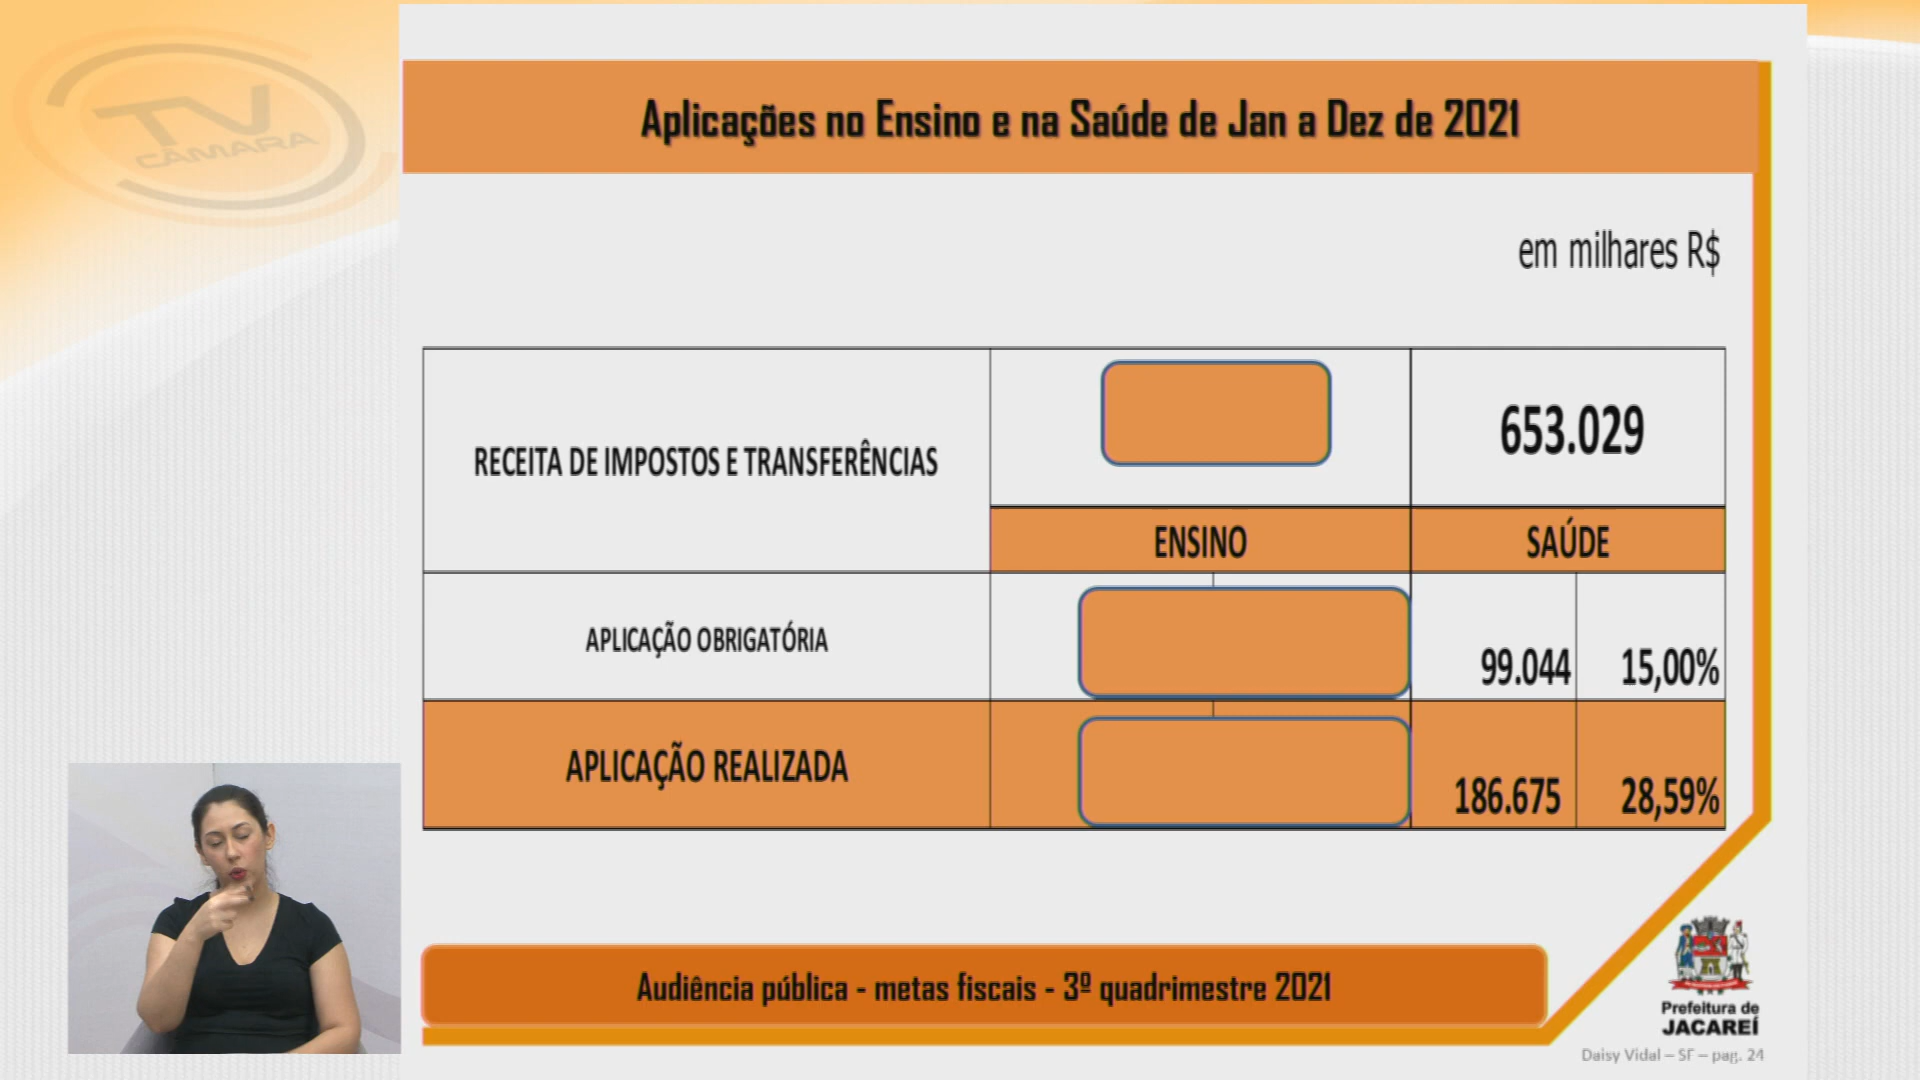 TV
CÂMARA
Aplicações no Ensino e na Saúde de Jan a Dez de 2021
em milhares R$
RECEITA DE IMPOSTOS E TRANSFERÊNCIAS
653.029
ENSINO
SAÚDE
APLICAÇÃO OBRIGATÓRIA
99.044
15,00%
APLICAÇÃO REALIZADA
186.675
28,59%
Audiência pública - metas fiscais - 3º quadrimestre 2021
Prefeitura de
JACAREÍ
Daisy Vidal – SF – pag. 24